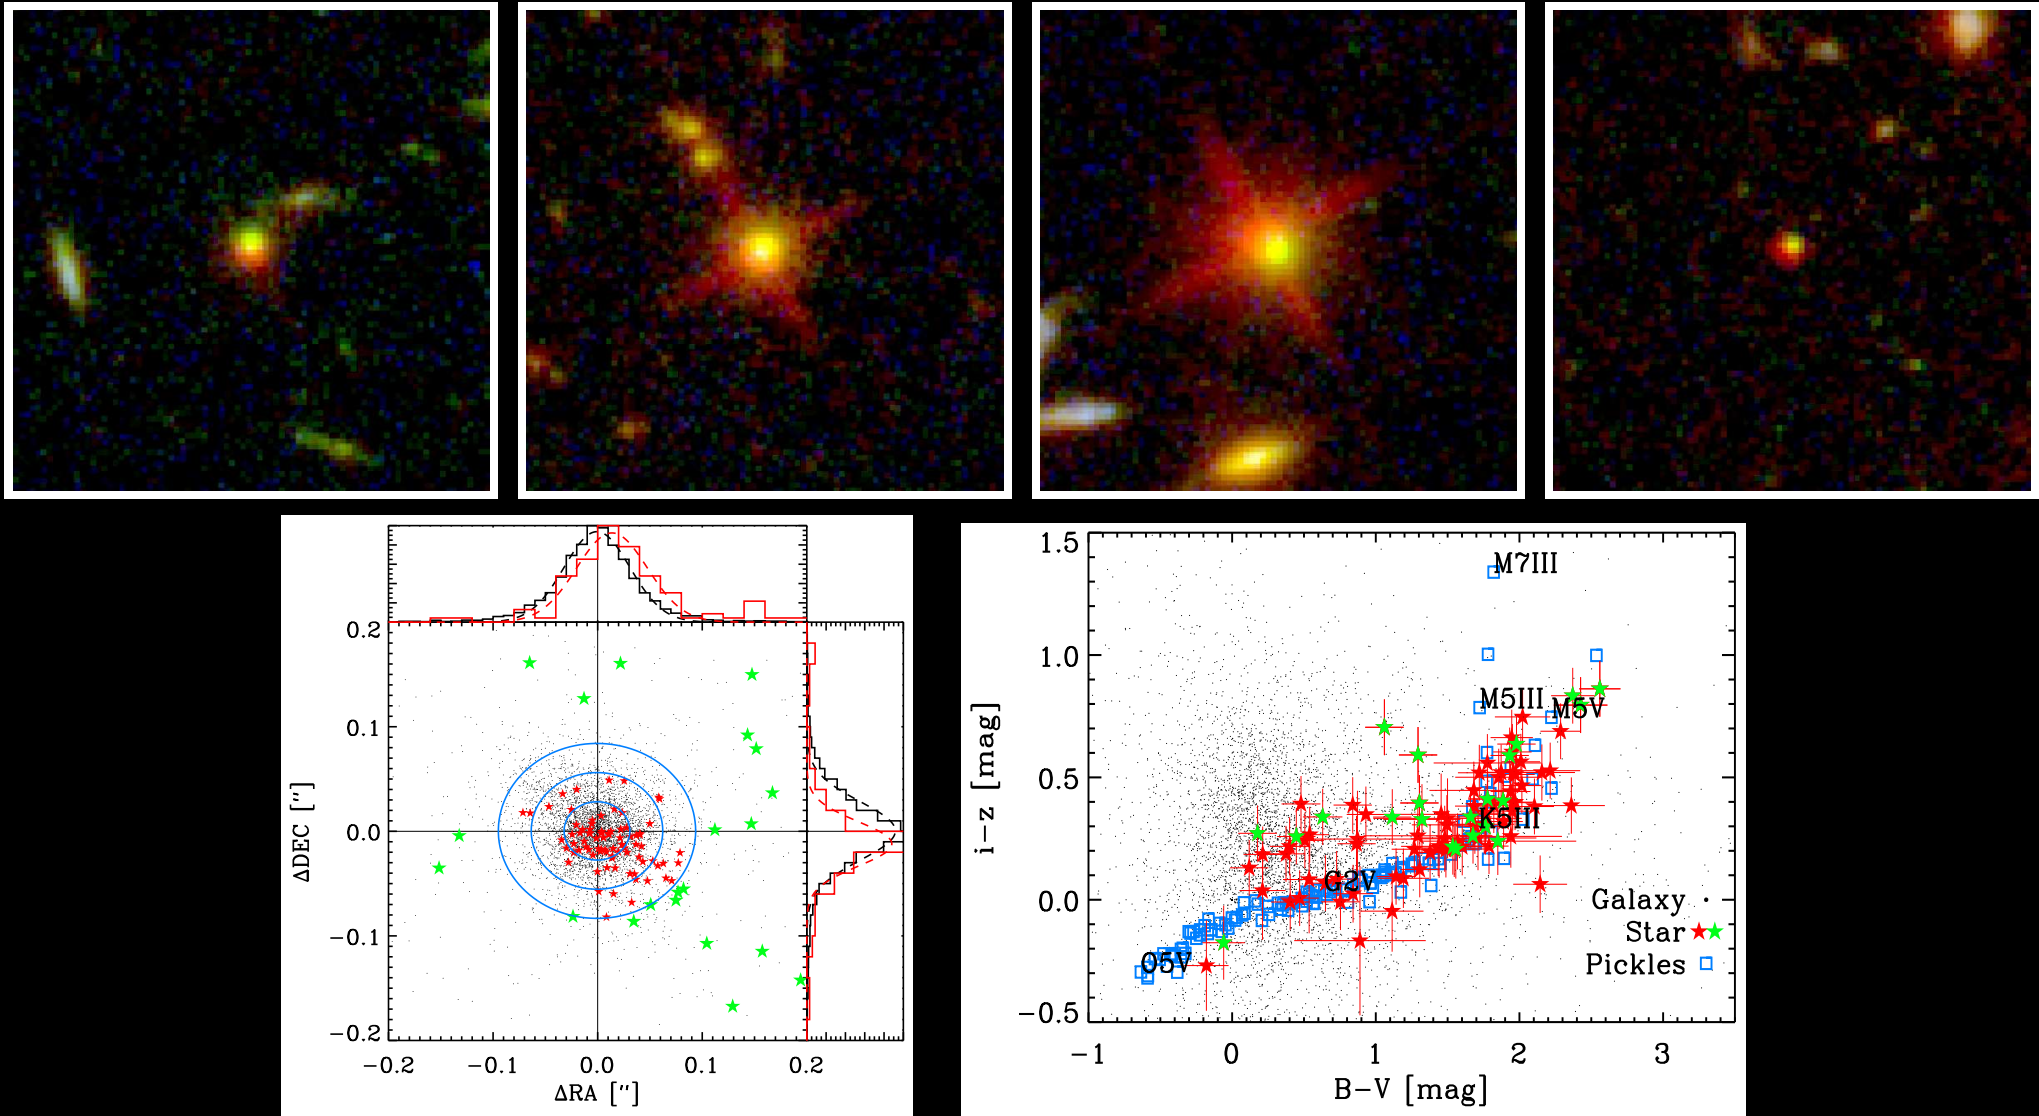 0.2
0.1
0.0
−0.1
−0.2
ΔDEC ["]
−0.2
−0.1
0.0
0.1
0.2
ΔRA ["]
1.5
1.0
0.5
0.0
−0.5
i−z [mag]
M7III
M5III
M5V
K5III
G2V
O5V
Galaxy
Star
Pickles
−1
0
1
2
3
B−V [mag]